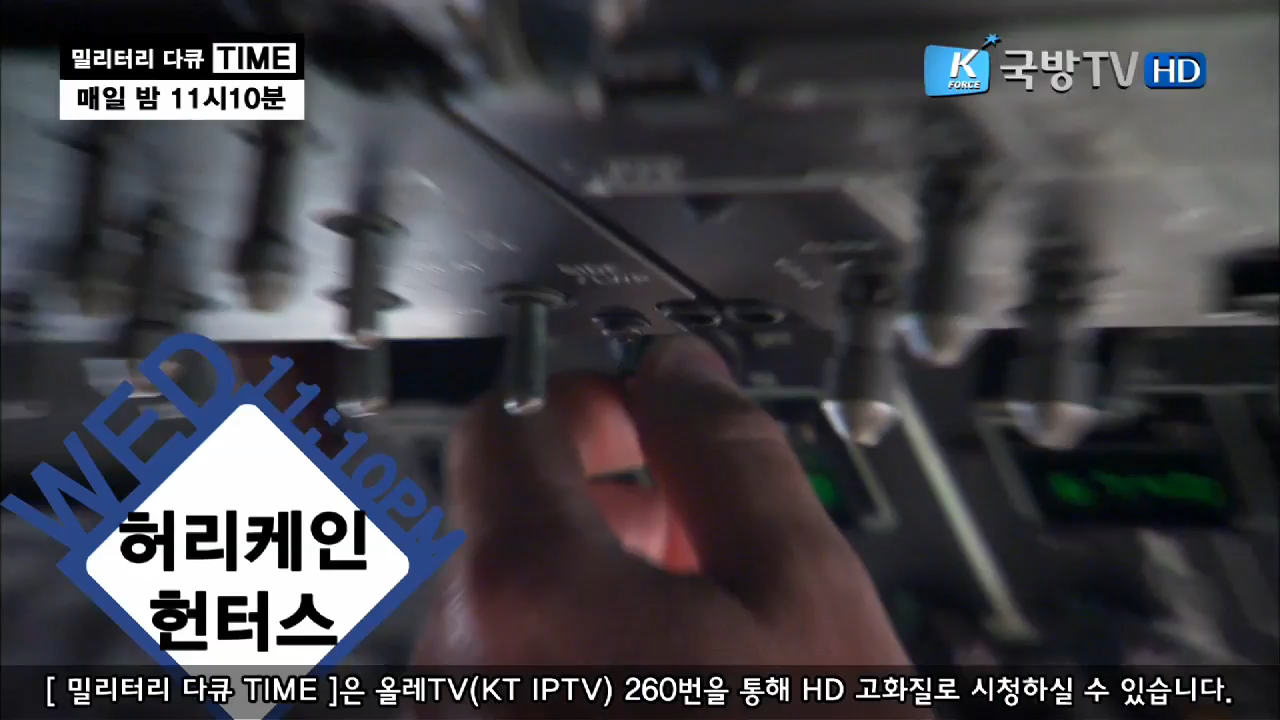 밀리터리 다큐 TIME
매일 밤 11시10분
K FORCE 국방TV HD
WED 11:10PM
허리케인
헌터스
[ 밀리터리 다큐 TIME ]은 올레TV(KT IPTV) 260번을 통해 HD 고화질로 시청하실 수 있습니다.